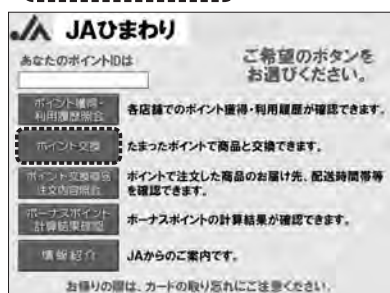 JAひまわり
あなたのポイントIDは
ご希望のボタンを
お選びください。
ポイント獲得・
利用履歴照会
各店舗でのポイント獲得・利用履歴が確認できます。
ポイント交換
たまったポイントで商品と交換できます。
ポイント交換商品
注文内容照会
ポイントで注文した商品のお届け先、配送時間帯等
を確認できます。
ボーナスポイント
計算結果確認
ボーナスポイントの計算結果が確認できます。
情報紹介
JAからのご案内です。
お帰りの際は、カードの取り忘れにご注意ください。